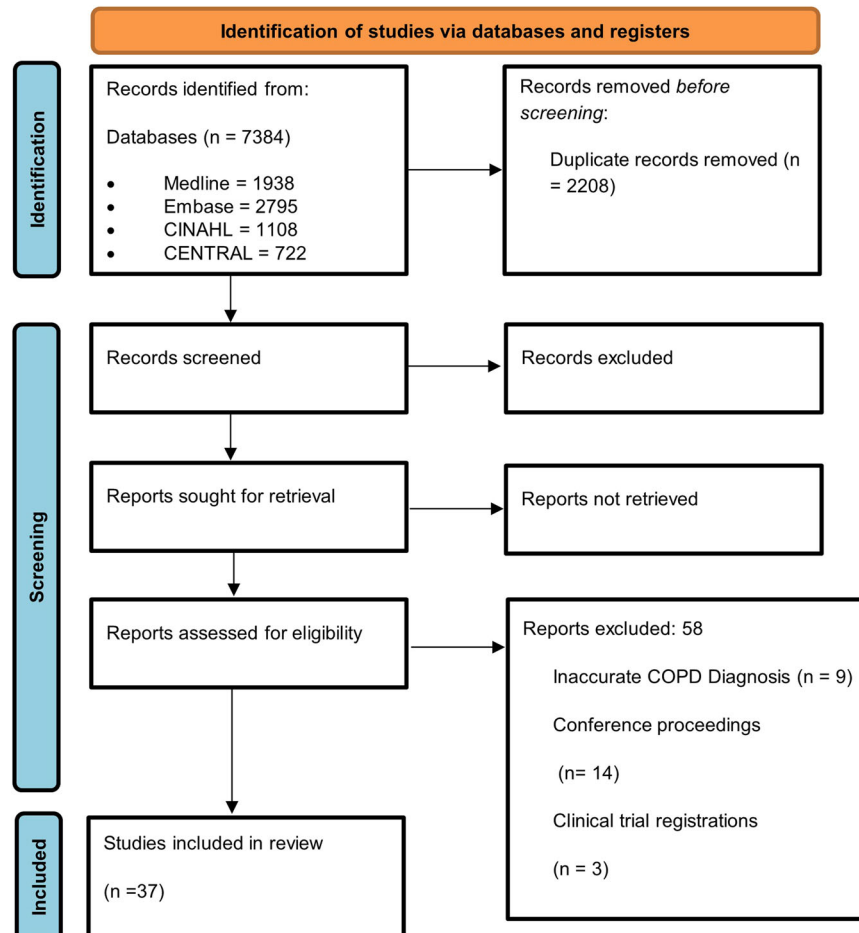 Identification of studies via databases and registers
Identification
Records identified from:
Databases (n = 7384)
• Medline = 1938
• Embase = 2795
• CINAHL = 1108
• CENTRAL = 722
Records removed before
screening:
Duplicate records removed (n
= 2208)
Screening
Records screened
Records excluded
Reports sought for retrieval
Reports not retrieved
Reports assessed for eligibility
Reports excluded: 58
Inaccurate COPD Diagnosis (n = 9)
Conference proceedings
(n= 14)
Clinical trial registrations
(n = 3)
Included
Studies included in review
(n =37)